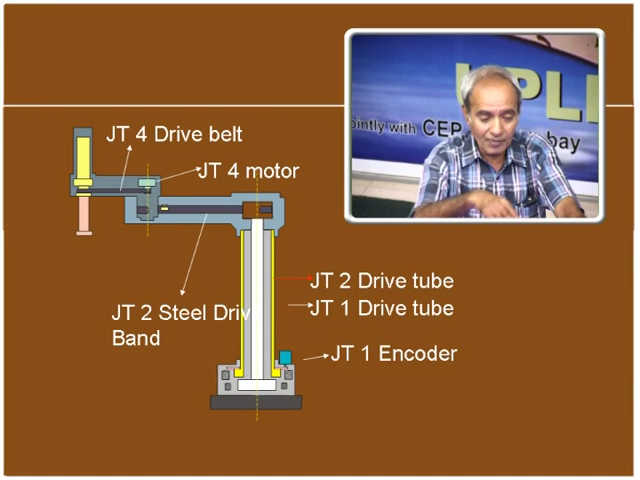 JT 4 Drive belt
JT 4 motor
JT 2 Drive tube
JT 1 Drive tube
JT 2 Steel Driv
Band
JT 1 Encoder
ointly with CEP
bay